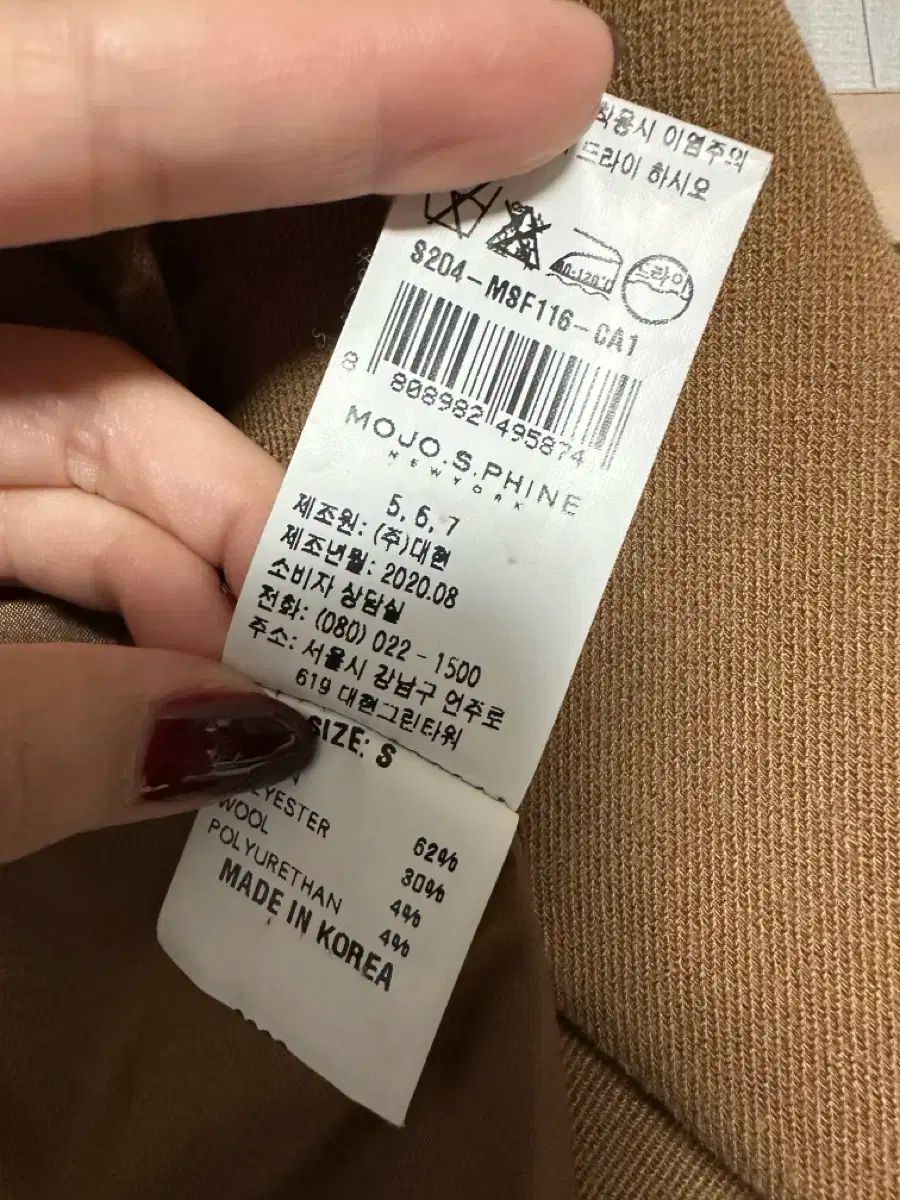 착용시 이염주의
드라이 하시오
드라이
80-120℃
S204-MSF116-CA1
8 808982 495874
MOJO.S.PHINE
NEW YORK
5, 6, 7
제조원: (주)대현
제조년월: 2020.08
소비자 상담실
전화: (080) 022-1500
주소: 서울시 강남구 언주로
619 대현그린타워
SIZE: S
62%
30%
WOOL 4%
POLYURETHAN 4%
MADE IN KOREA